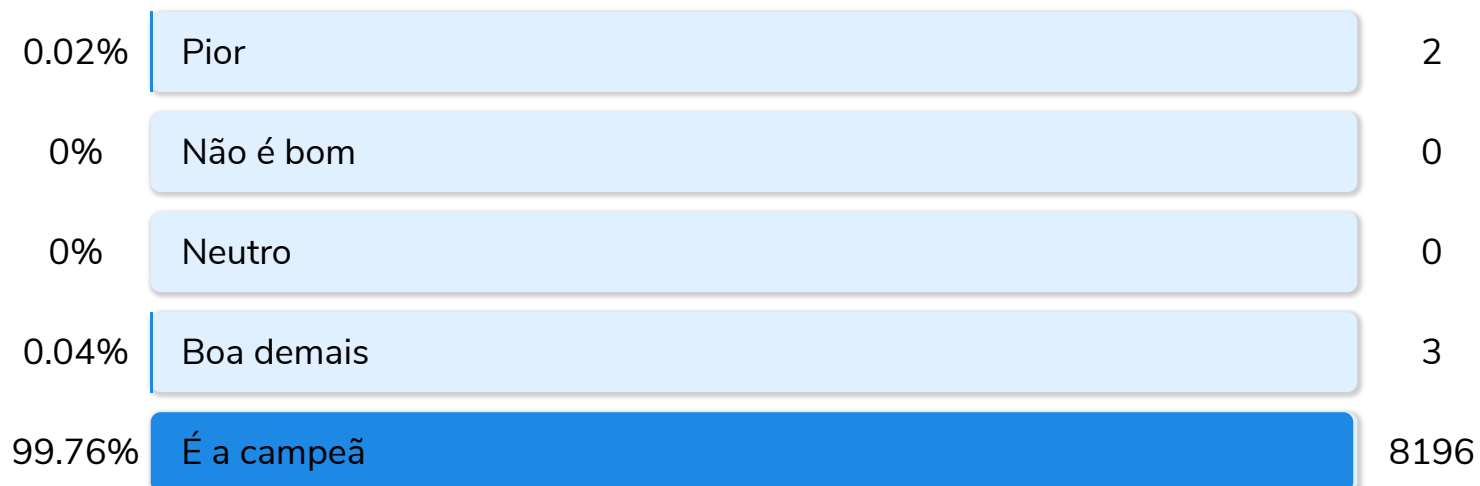 0.02% Pior 2
0% Não é bom 0
0% Neutro 0
0.04% Boa demais 3
99.76% É a campeã 8196